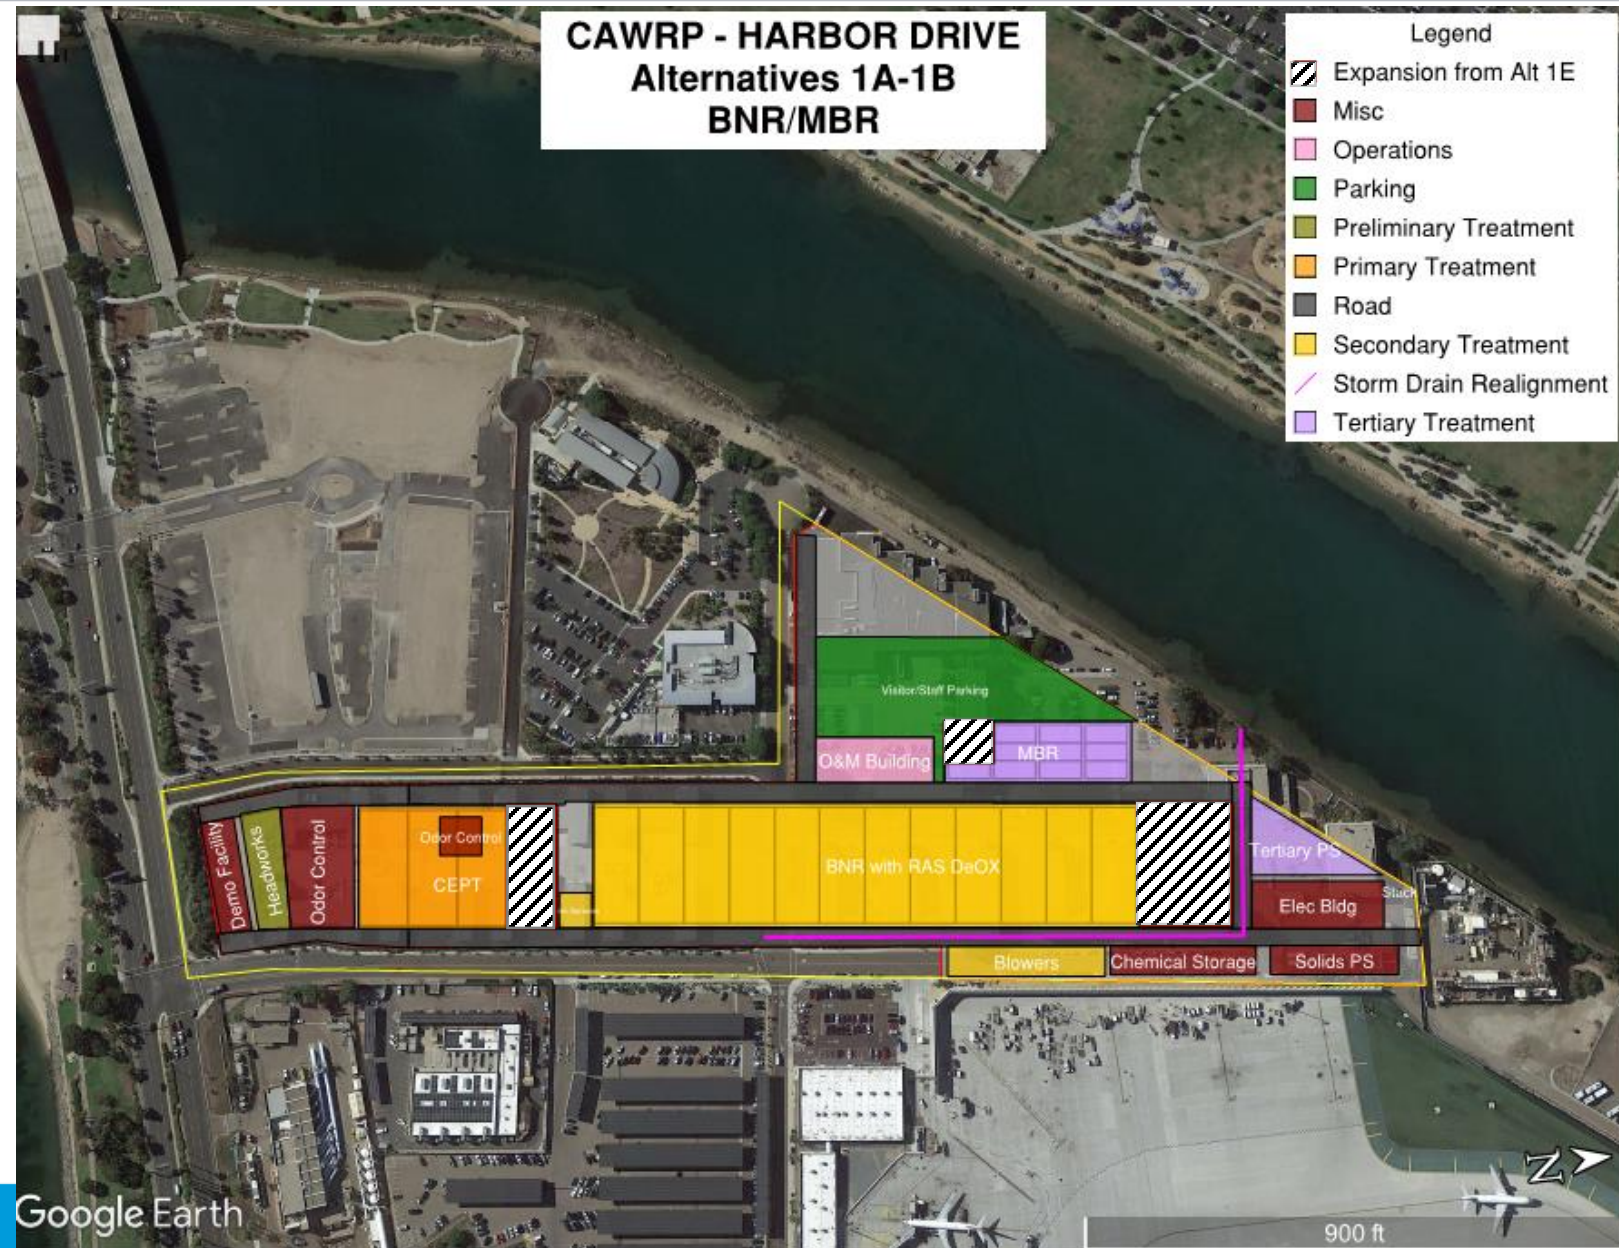 CAWRP - HARBOR DRIVE
Alternatives 1A-1B
BNR/MBR
Legend
Expansion from Alt 1E
Misc
Operations
Parking
Preliminary Treatment
Primary Treatment
Road
Secondary Treatment
Storm Drain Realignment
Tertiary Treatment
Visitor/Staff Parking
O&M Building
MBR
Demo Facility
Headworks
Odor Control
Odor Control
CEPT
BNR with RAS DeOX
Tertiary PS
Stack
Elec Bldg
Blowers
Chemical Storage
Solids PS
N
Google Earth
900 ft